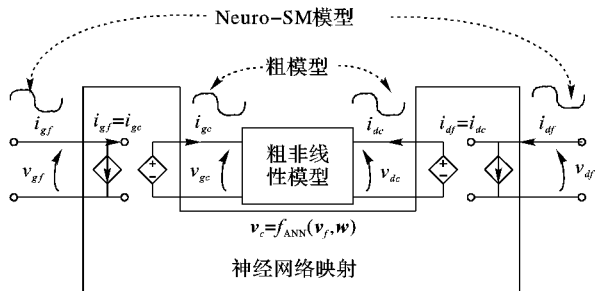 Neuro-SM模型
粗模型
i_gf
i_gf=i_gc
i_gc
i_dc
i_df=i_dc
i_df
v_gf
+
−
v_gc
粗非线
性模型
v_dc
+
−
v_df
v_c=f_ANN(v_f,w)
神经网络映射